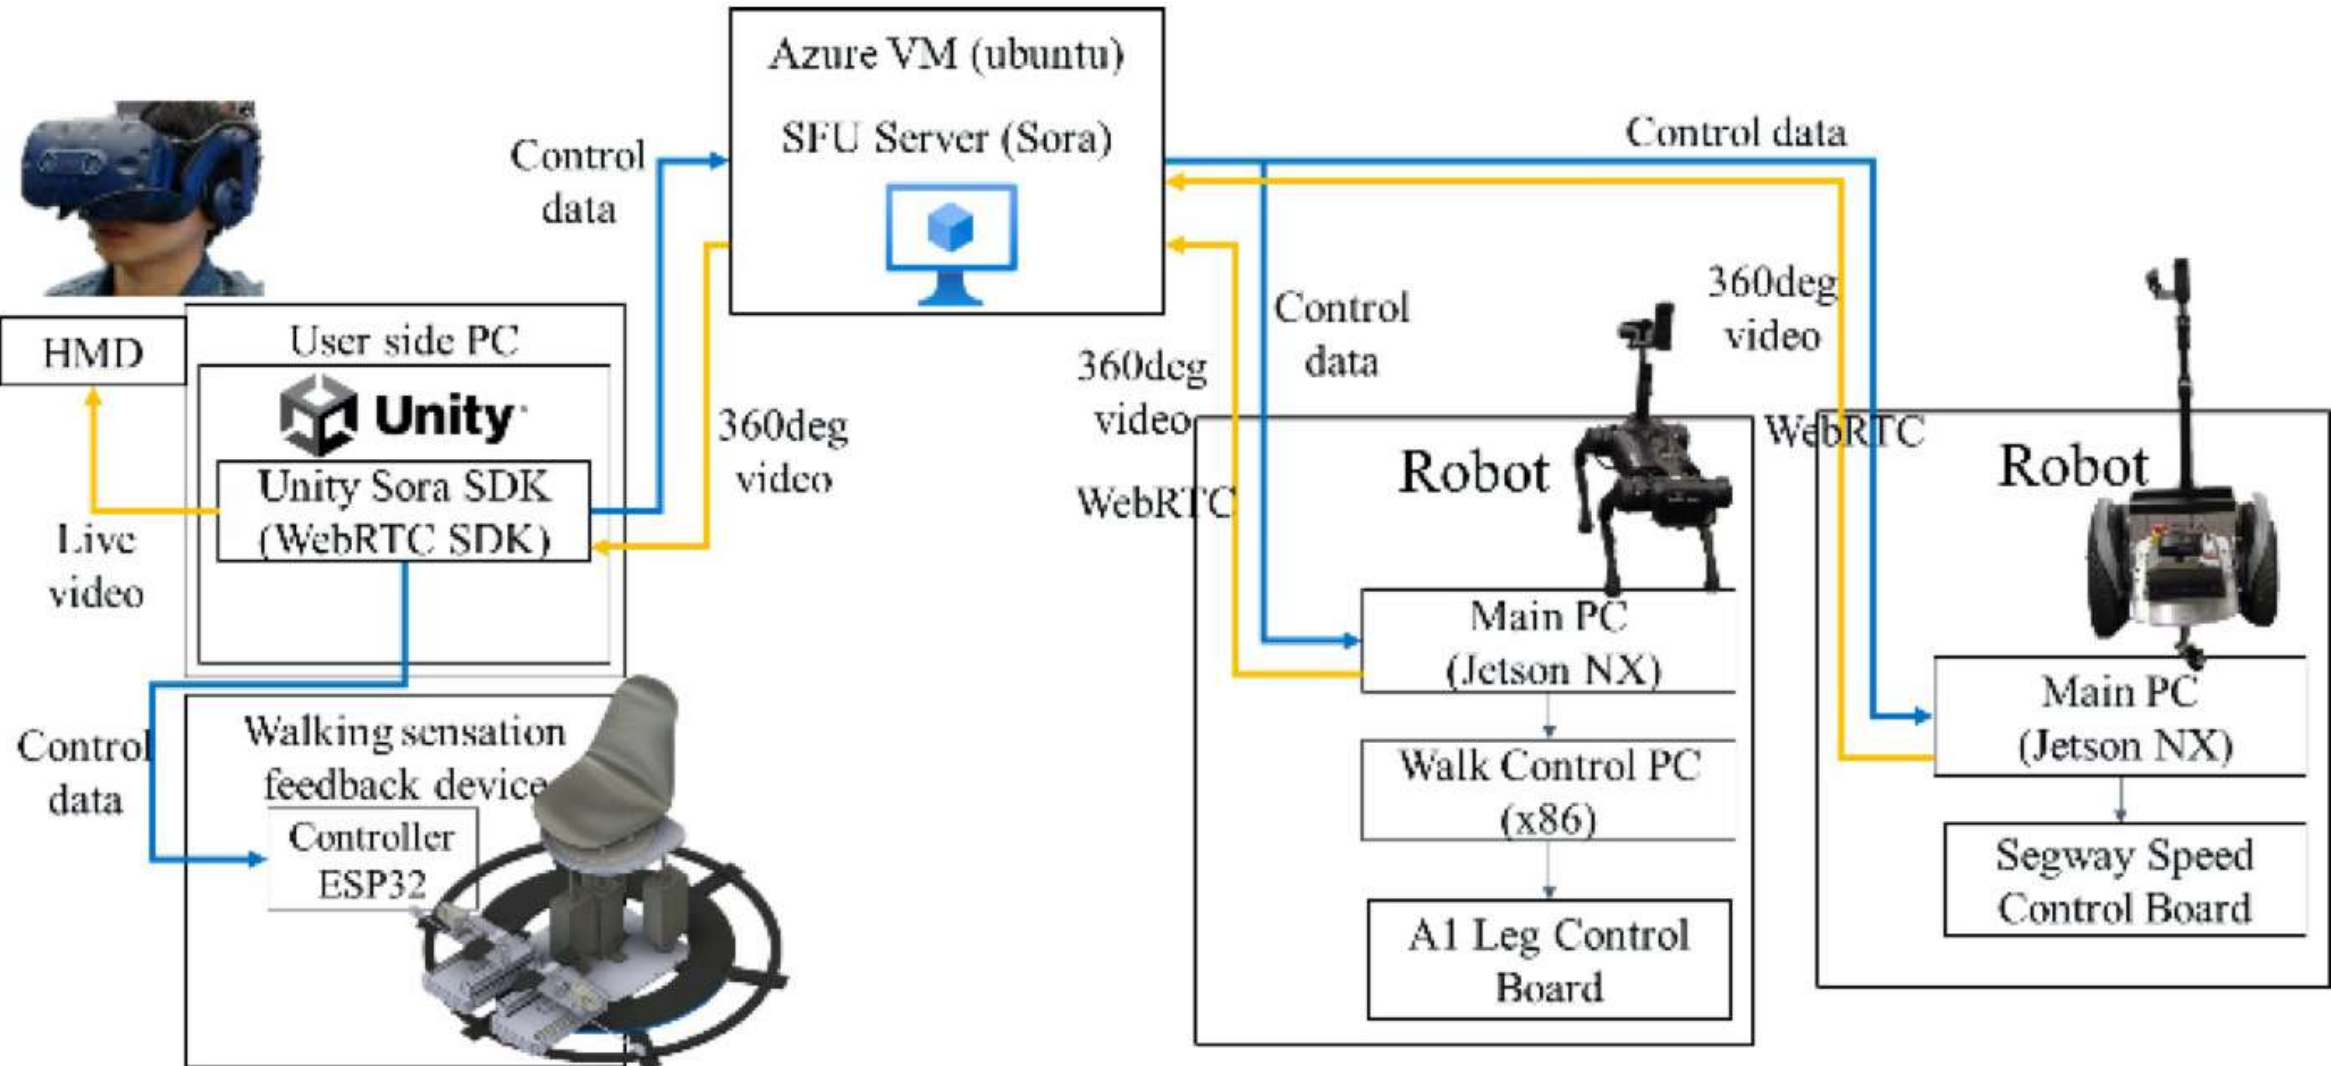 Azure VM (ubuntu)
SFU Server (Sora)
Control
data
Control data
HMD
User side PC
Unity
Unity Sora SDK
(WebRTC SDK)
Live
video
360deg
video
Control
data
Walking sensation
feedback device
Controller
ESP32
360deg
video
WebRTC
Control
data
Robot
Main PC
(Jetson NX)
Walk Control PC
(x86)
A1 Leg Control
Board
360deg
video
WebRTC
Robot
Main PC
(Jetson NX)
Segway Speed
Control Board